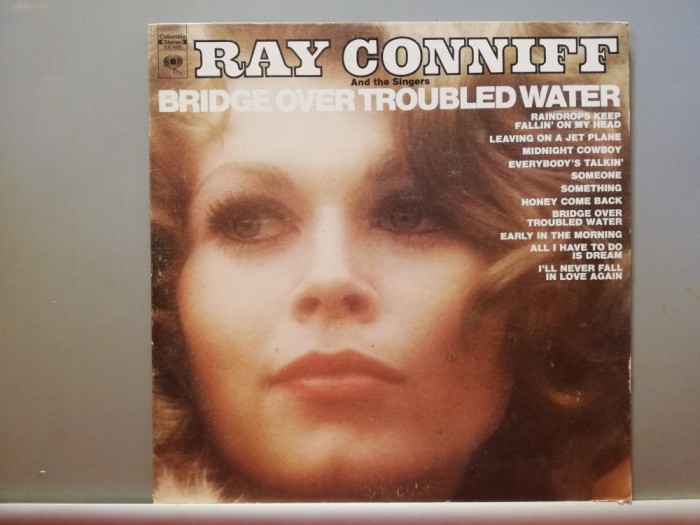 Columbia
Stereo
RAY CONNIFF
And the Singers
BRIDGE OVER TROUBLED WATER
RAINDROPS KEEP
FALLIN' ON MY HEAD
LEAVING ON A JET PLANE
MIDNIGHT COWBOY
EVERYBODY'S TALKIN'
SOMEONE
SOMETHING
HONEY COME BACK
BRIDGE OVER
TROUBLED WATER
EARLY IN THE MORNING
ALL I HAVE TO DO
IS DREAM
I'LL NEVER FALL
IN LOVE AGAIN